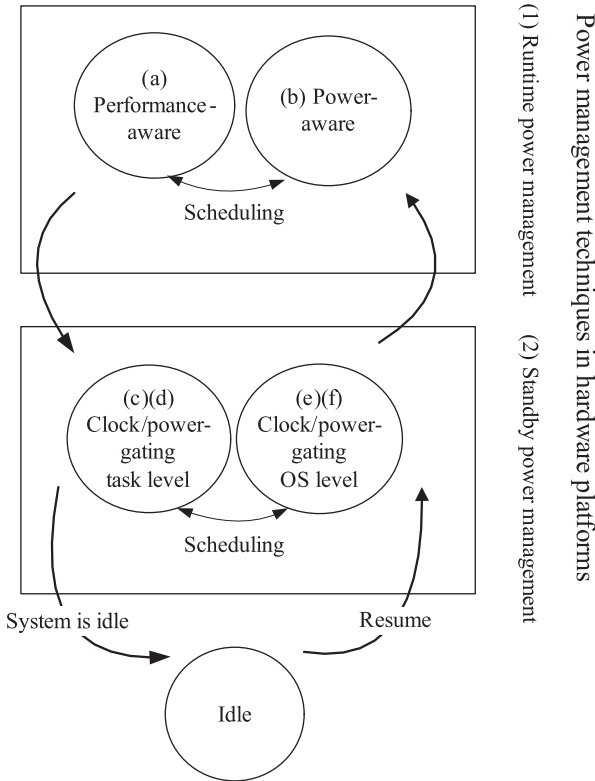 (a)
Performance-
aware
(b) Power-
aware
Scheduling
(c)(d)
Clock/power-
gating
task level
(e)(f)
Clock/power-
gating
OS level
Scheduling
System is idle
Resume
Idle
(1) Runtime power management
(2) Standby power management
Power management techniques in hardware platforms